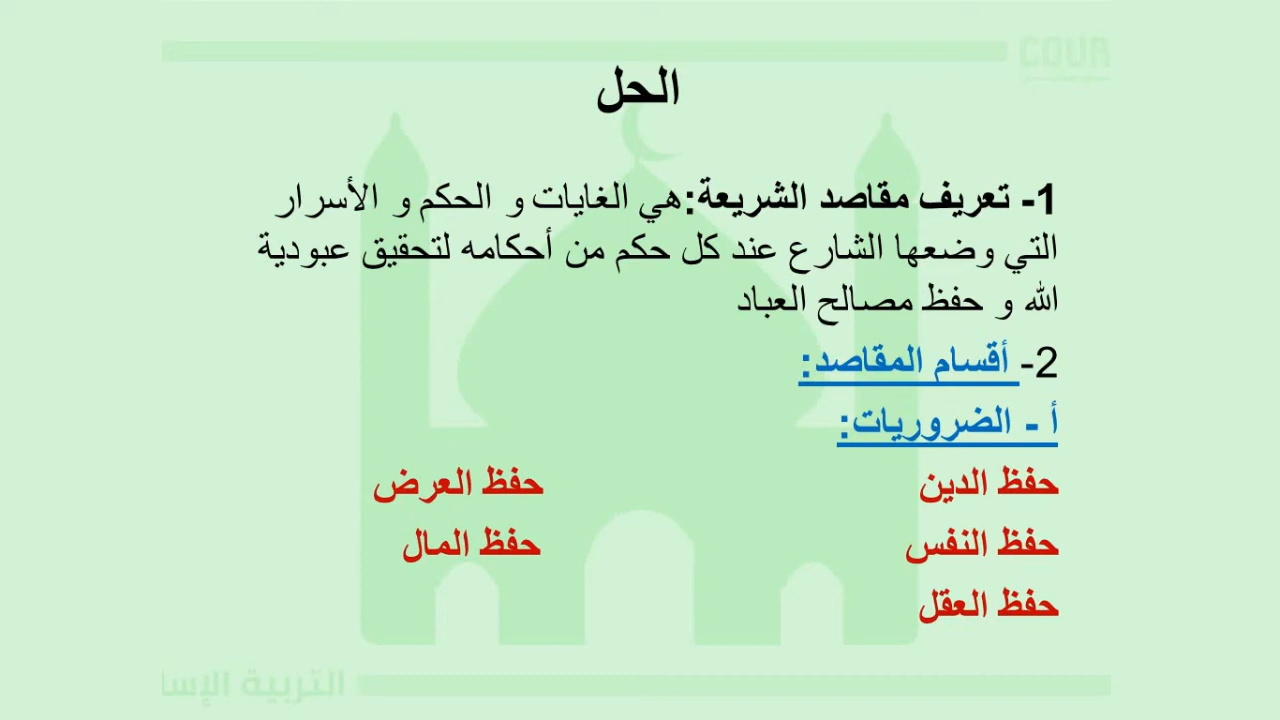 COUR
الحل
1- تعريف مقاصد الشريعة:هي الغايات و الحكم و الأسرار
التي وضعها الشارع عند كل حكم من أحكامه لتحقيق عبودية
الله و حفظ مصالح العباد
2- أقسام المقاصد:
أ - الضروريات:
حفظ الدين حفظ العرض
حفظ النفس حفظ المال
حفظ العقل
التربية الإسا